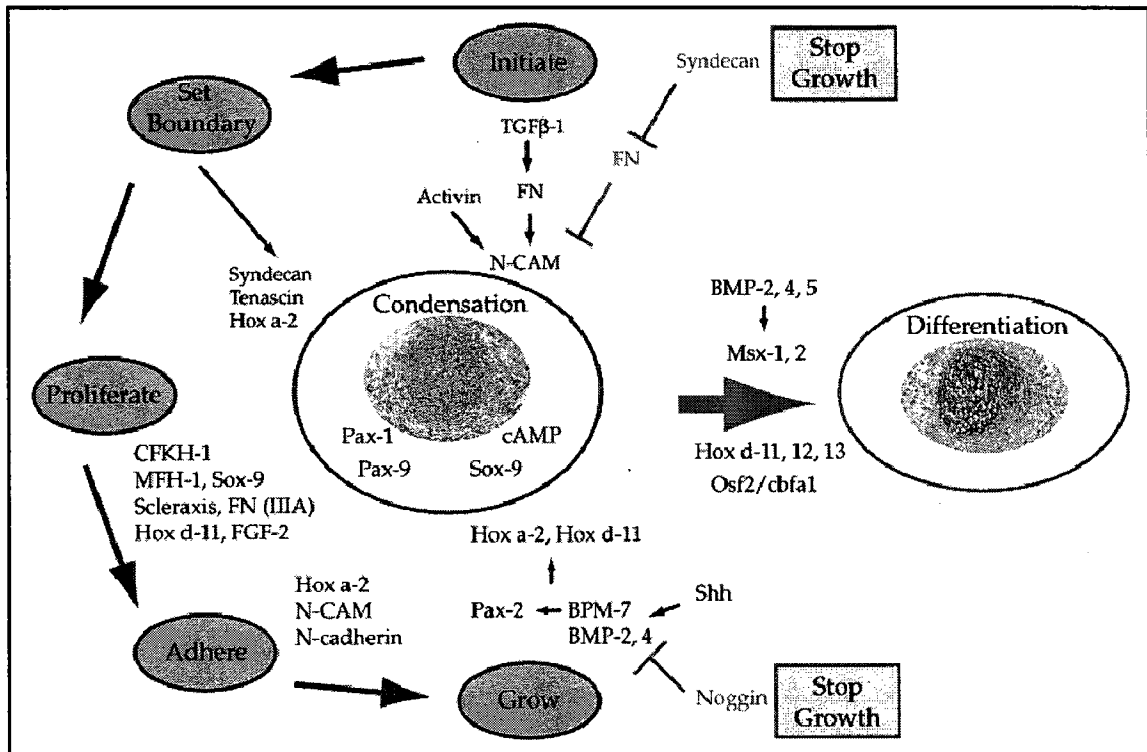 Initiate
Syndecan
Stop
Growth
Set
Boundary
TGFβ-1
FN
FN
Activin
N-CAM
Syndecan
Tenascin
Hox a-2
Condensation
BMP-2, 4, 5
Msx-1, 2
Differentiation
Proliferate
Pax-1
cAMP
Pax-9
Sox-9
CFKH-1
MFH-1, Sox-9
Scleraxis, FN (IIIA)
Hox d-11, FGF-2
Hox d-11, 12, 13
Osf2/cbfa1
Hox a-2, Hox d-11
Hox a-2
N-CAM
N-cadherin
Pax-2
BPM-7
BMP-2, 4
Shh
Adhere
Grow
Noggin
Stop
Growth